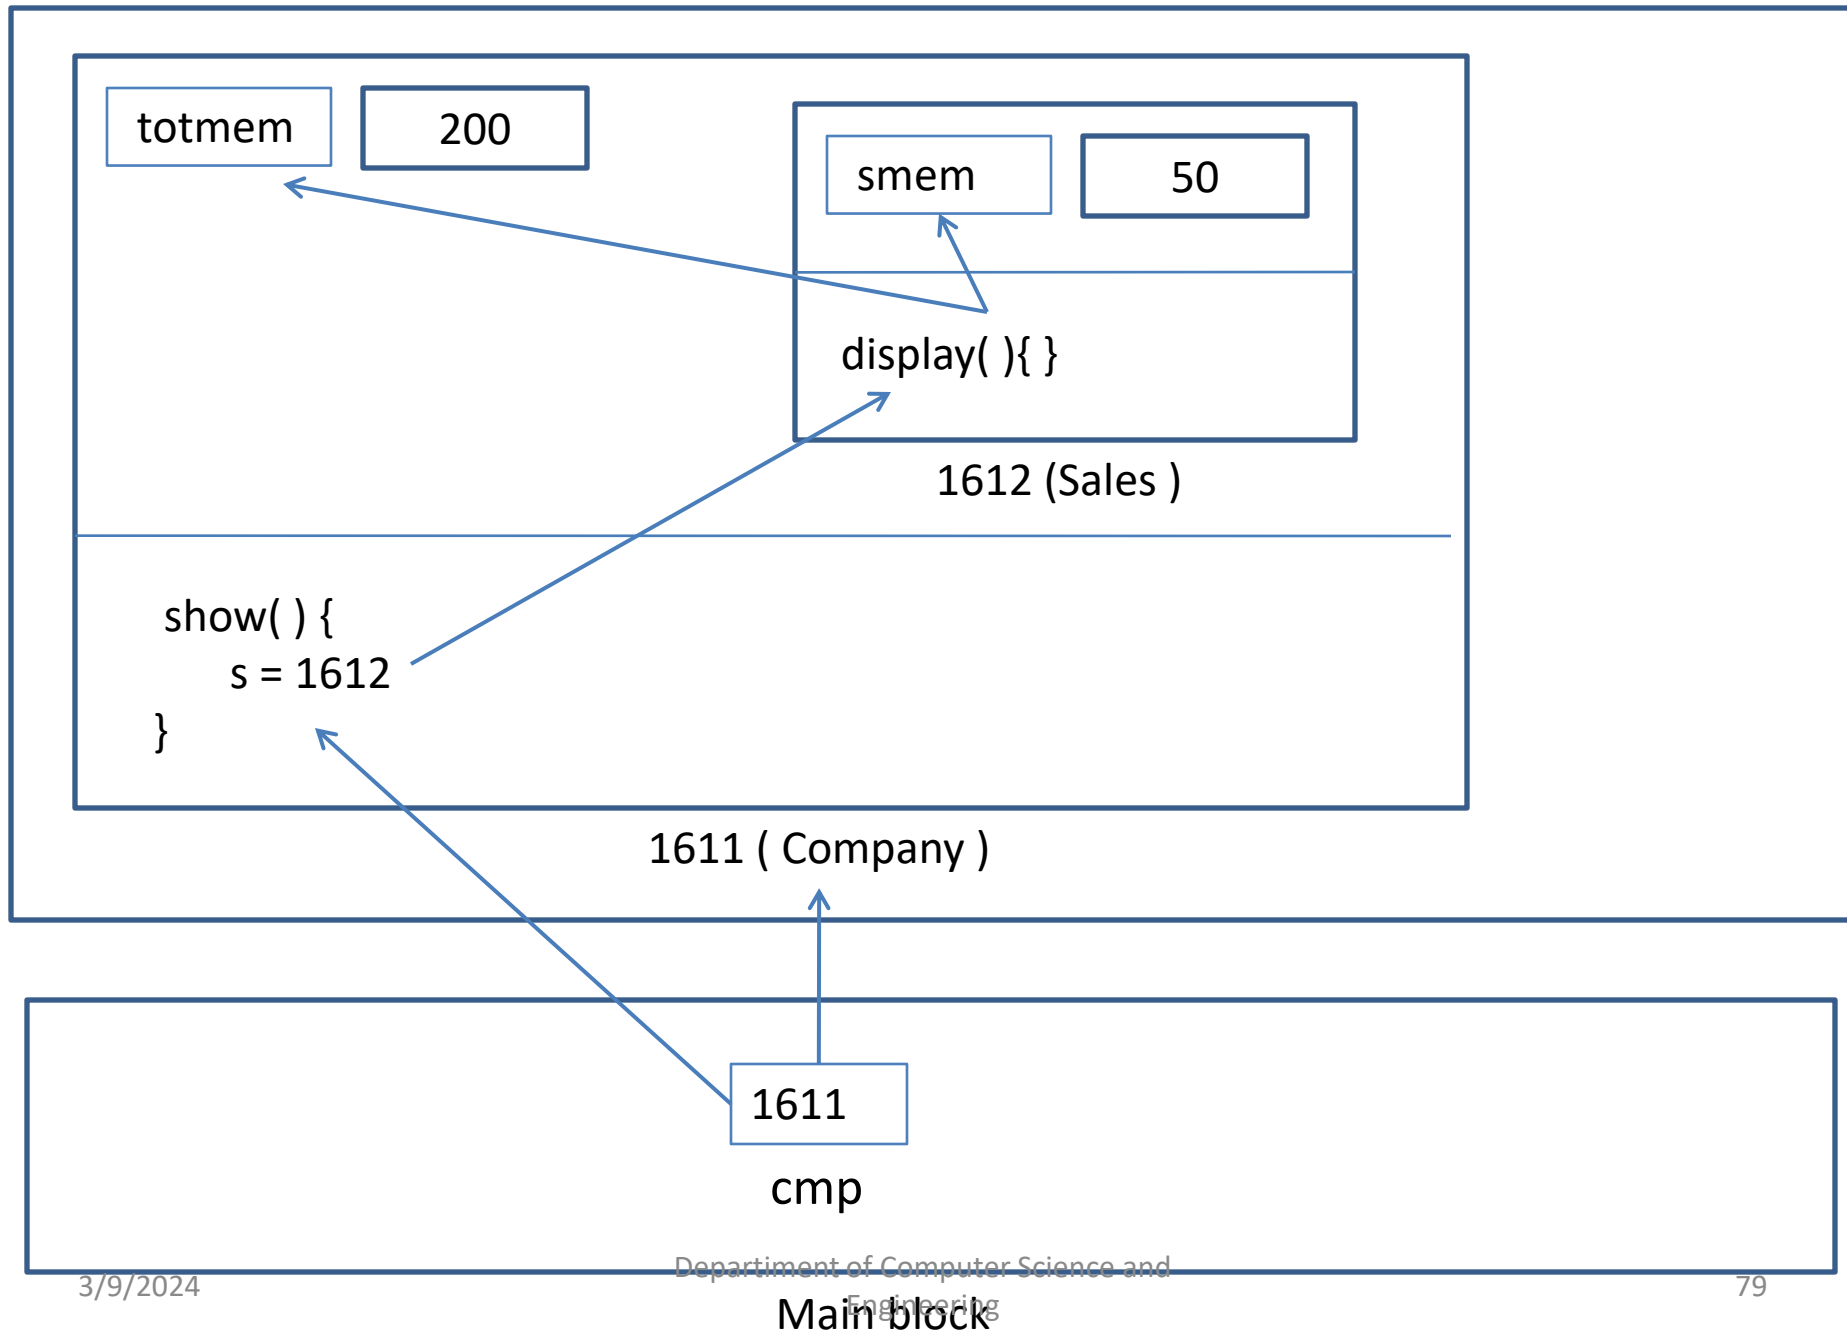 totmem
200
smem
50
display( ){ }
1612 (Sales )
show( ) {
s = 1612
}
1611 ( Company )
1611
cmp
3/9/2024
Departiment of Computer Science and
Engineering
79
Main block